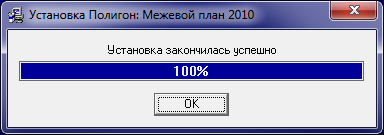 Установка Полигон: Межевой план 2010
Установка закончилась успешно
100%
OK